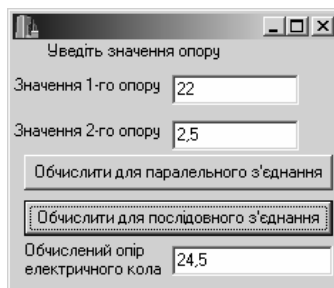 Уведіть значення опору
Значення 1-го опору 22
Значення 2-го опору 2,5
Обчислити для паралельного з'єднання
Обчислити для послідовного з'єднання
Обчислений опір
електричного кола 24,5